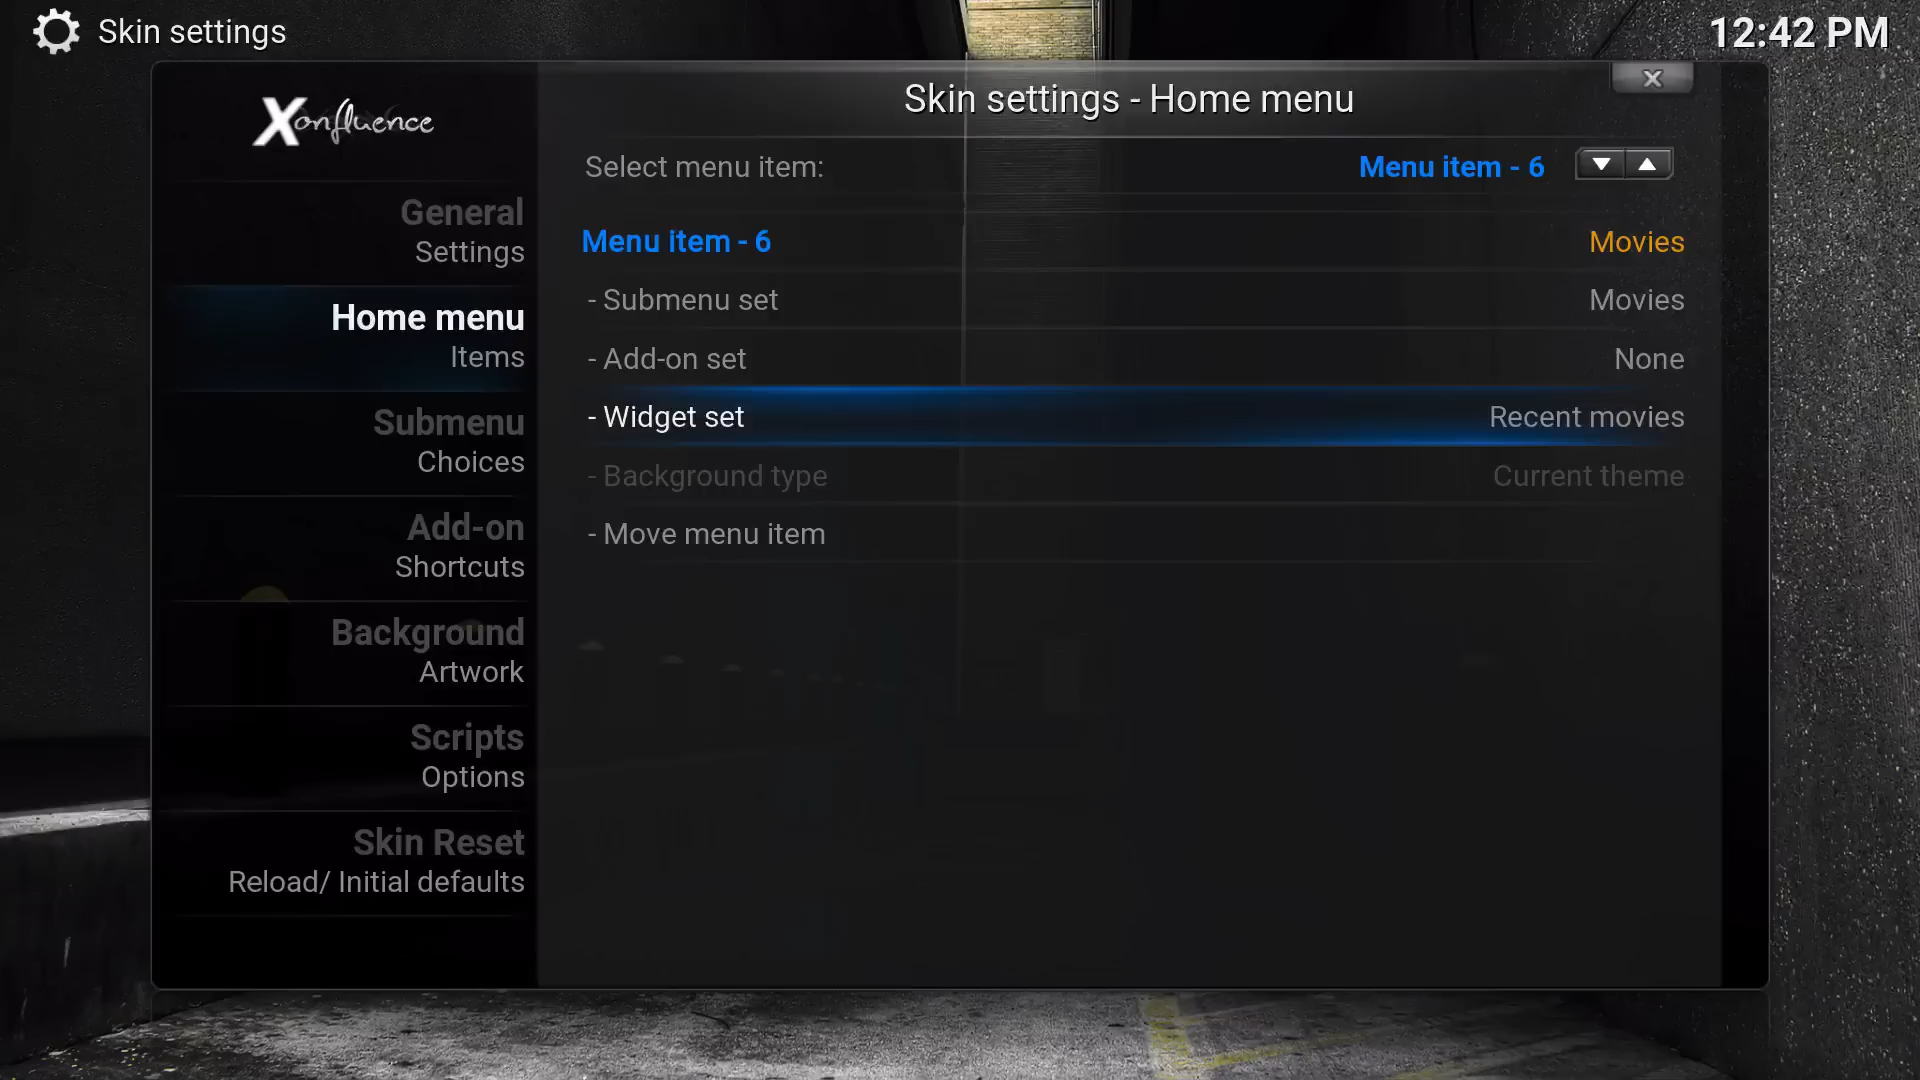 Skin settings
12:42 PM
Xonfluence
Skin settings - Home menu
X
General
Settings
Home menu
Items
Submenu
Choices
Add-on
Shortcuts
Background
Artwork
Scripts
Options
Skin Reset
Reload/ Initial defaults
Select menu item: Menu item - 6
Menu item - 6 Movies
- Submenu set Movies
- Add-on set None
- Widget set Recent movies
- Background type Current theme
- Move menu item